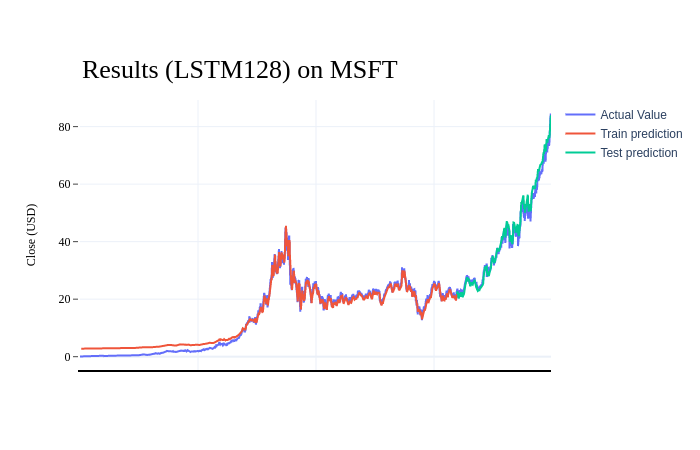 Results (LSTM128) on MSFT
Actual Value
Train prediction
Test prediction
Close (USD)
80
60
40
20
0